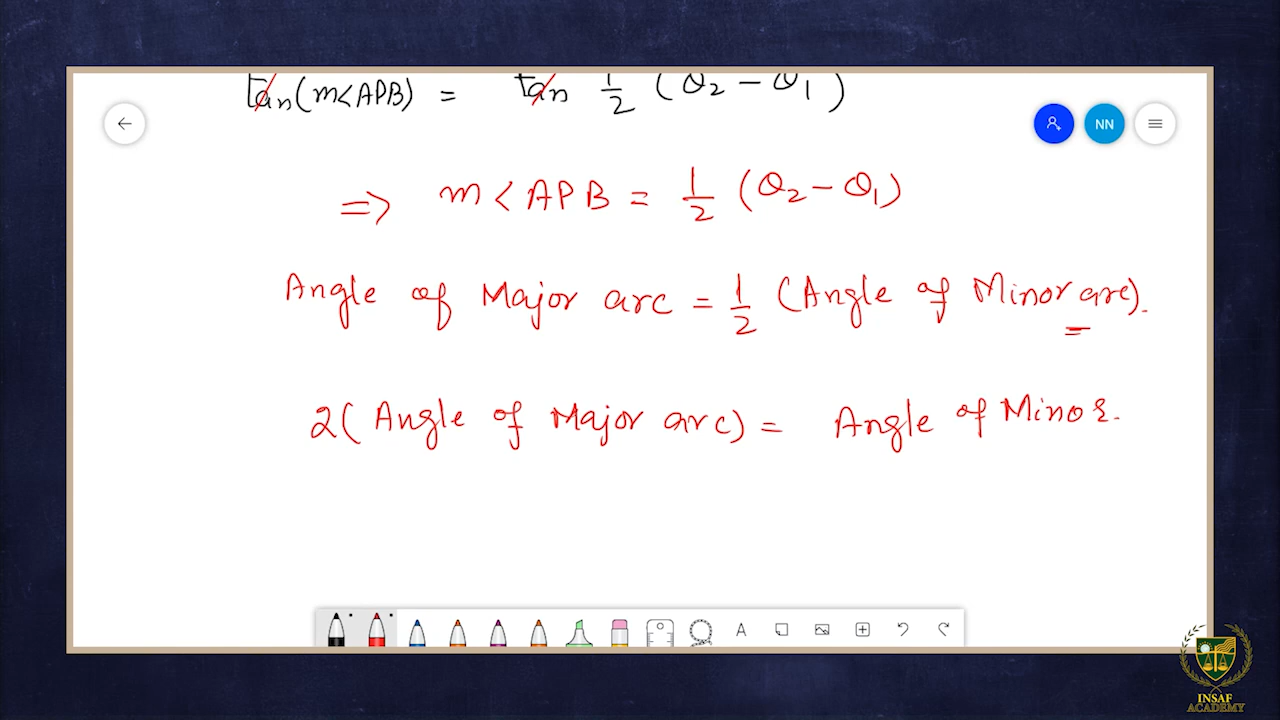 tan(m<APB) = tan 1/2 (θ2 - θ1)
NN
=> m<APB = 1/2 (θ2 - θ1)
Angle of Major arc = 1/2 (Angle of Minor arc).
2(Angle of Major arc) = Angle of Minor.
A
INSAF
ACADEMY